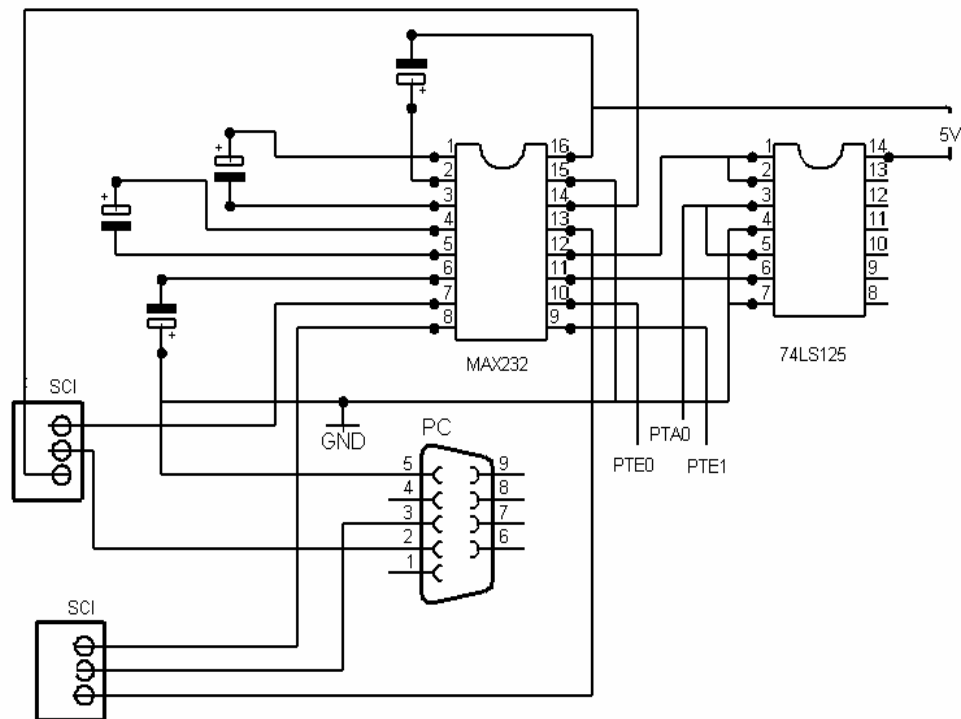 +
5V
+
+
1 16
2 15
3 14
4 13
5 12
6 11
7 10
8 9
MAX232
1 14
2 13
3 12
4 11
5 10
6 9
7 8
74LS125
+
SCI
GND
PC
PTA0
PTE0
PTE1
5 9
4 8
3 7
2 6
1
SCI